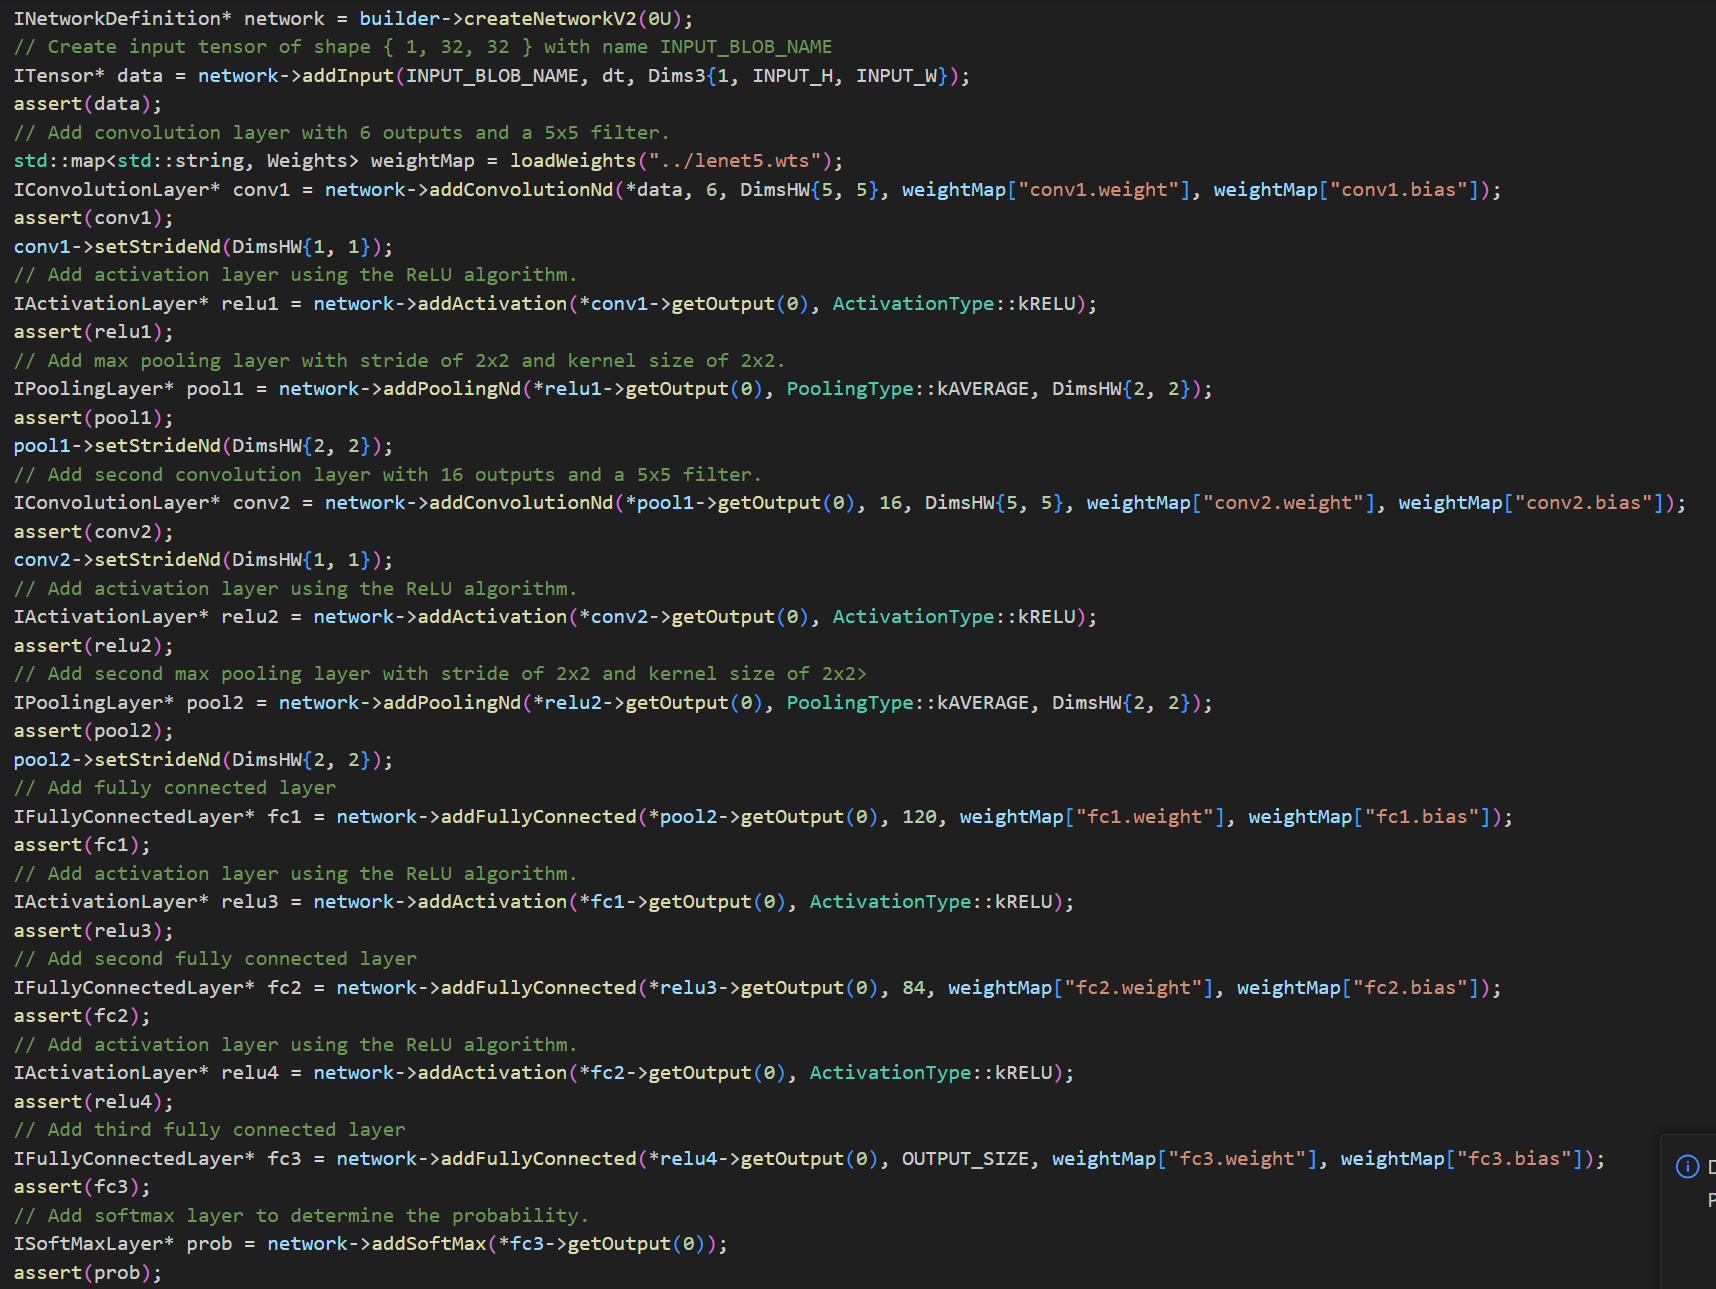 INetworkDefinition* network = builder->createNetworkV2(0U);
// Create input tensor of shape { 1, 32, 32 } with name INPUT_BLOB_NAME
ITensor* data = network->addInput(INPUT_BLOB_NAME, dt, Dims3{1, INPUT_H, INPUT_W});
assert(data);
// Add convolution layer with 6 outputs and a 5x5 filter.
std::map<std::string, Weights> weightMap = loadWeights("../lenet5.wts");
IConvolutionLayer* conv1 = network->addConvolutionNd(*data, 6, DimsHW{5, 5}, weightMap["conv1.weight"], weightMap["conv1.bias"]);
assert(conv1);
conv1->setStrideNd(DimsHW{1, 1});
// Add activation layer using the ReLU algorithm.
IActivationLayer* relu1 = network->addActivation(*conv1->getOutput(0), ActivationType::kRELU);
assert(relu1);
// Add max pooling layer with stride of 2x2 and kernel size of 2x2.
IPoolingLayer* pool1 = network->addPoolingNd(*relu1->getOutput(0), PoolingType::kAVERAGE, DimsHW{2, 2});
assert(pool1);
pool1->setStrideNd(DimsHW{2, 2});
// Add second convolution layer with 16 outputs and a 5x5 filter.
IConvolutionLayer* conv2 = network->addConvolutionNd(*pool1->getOutput(0), 16, DimsHW{5, 5}, weightMap["conv2.weight"], weightMap["conv2.bias"]);
assert(conv2);
conv2->setStrideNd(DimsHW{1, 1});
// Add activation layer using the ReLU algorithm.
IActivationLayer* relu2 = network->addActivation(*conv2->getOutput(0), ActivationType::kRELU);
assert(relu2);
// Add second max pooling layer with stride of 2x2 and kernel size of 2x2>
IPoolingLayer* pool2 = network->addPoolingNd(*relu2->getOutput(0), PoolingType::kAVERAGE, DimsHW{2, 2});
assert(pool2);
pool2->setStrideNd(DimsHW{2, 2});
// Add fully connected layer
IFullyConnectedLayer* fc1 = network->addFullyConnected(*pool2->getOutput(0), 120, weightMap["fc1.weight"], weightMap["fc1.bias"]);
assert(fc1);
// Add activation layer using the ReLU algorithm.
IActivationLayer* relu3 = network->addActivation(*fc1->getOutput(0), ActivationType::kRELU);
assert(relu3);
// Add second fully connected layer
IFullyConnectedLayer* fc2 = network->addFullyConnected(*relu3->getOutput(0), 84, weightMap["fc2.weight"], weightMap["fc2.bias"]);
assert(fc2);
// Add activation layer using the ReLU algorithm.
IActivationLayer* relu4 = network->addActivation(*fc2->getOutput(0), ActivationType::kRELU);
assert(relu4);
// Add third fully connected layer
IFullyConnectedLayer* fc3 = network->addFullyConnected(*relu4->getOutput(0), OUTPUT_SIZE, weightMap["fc3.weight"], weightMap["fc3.bias"]);
assert(fc3);
// Add softmax layer to determine the probability.
ISoftMaxLayer* prob = network->addSoftMax(*fc3->getOutput(0));
assert(prob);